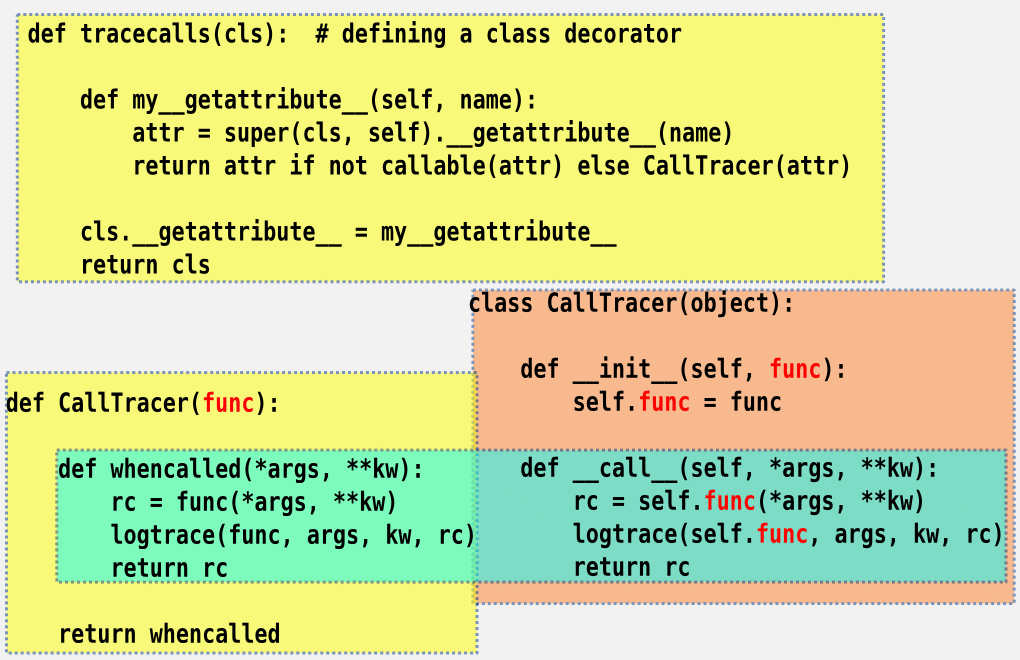 def tracecalls(cls):  # defining a class decorator
    def my__getattribute__(self, name):
        attr = super(cls, self).__getattribute__(name)
        return attr if not callable(attr) else CallTracer(attr)
    cls.__getattribute__ = my__getattribute__
    return cls
def CallTracer(func):
    def whencalled(*args, **kw):
        rc = func(*args, **kw)
        logtrace(func, args, kw, rc)
        return rc
    return whencalled
class CallTracer(object):
    def __init__(self, func):
        self.func = func
    def __call__(self, *args, **kw):
        rc = self.func(*args, **kw)
        logtrace(self.func, args, kw, rc)
        return rc